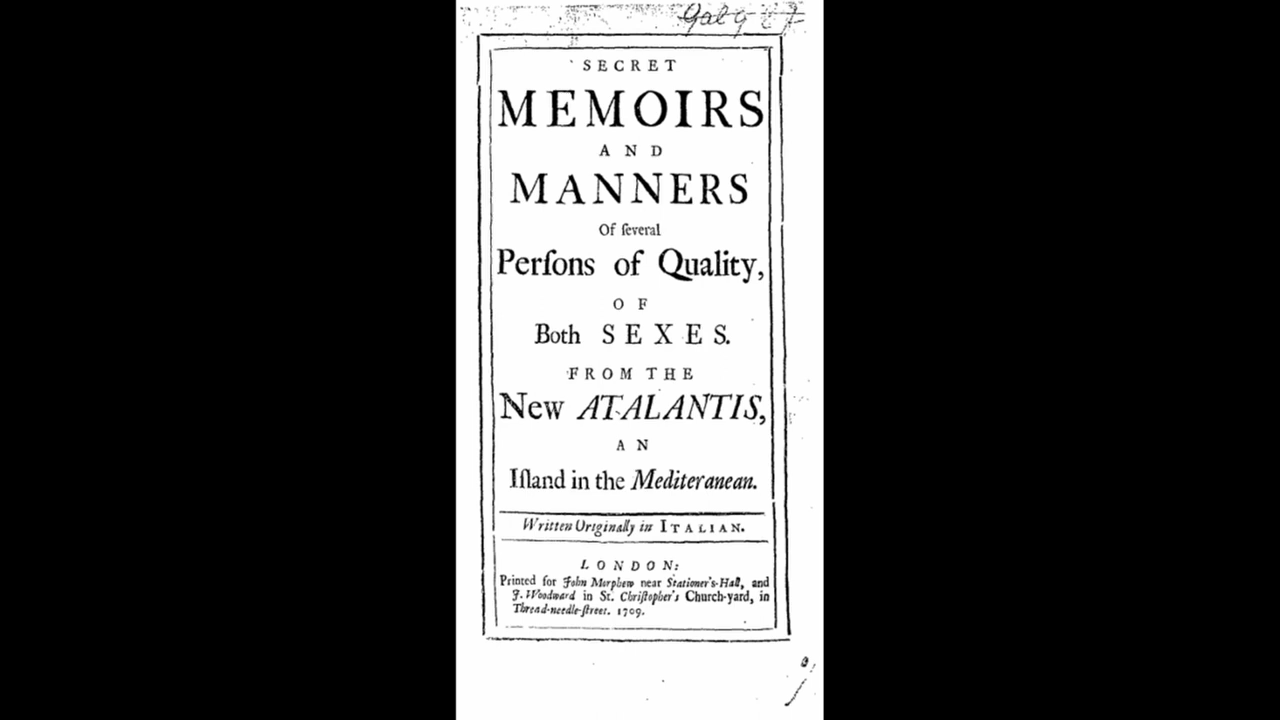 SECRET
MEMOIRS
AND
MANNERS
Of ſeveral
Perſons of Quality,
OF
Both SEXES.
FROM THE
New ATALANTIS,
AN
Iſland in the Mediteranean.
Written Originally in ITALIAN.
LONDON:
Printed for John Morphew near Stationer's-Hall, and
J. Woodward in St. Chriſtopher's Church-yard, in
Thread-needle-ſtreet. 1709.